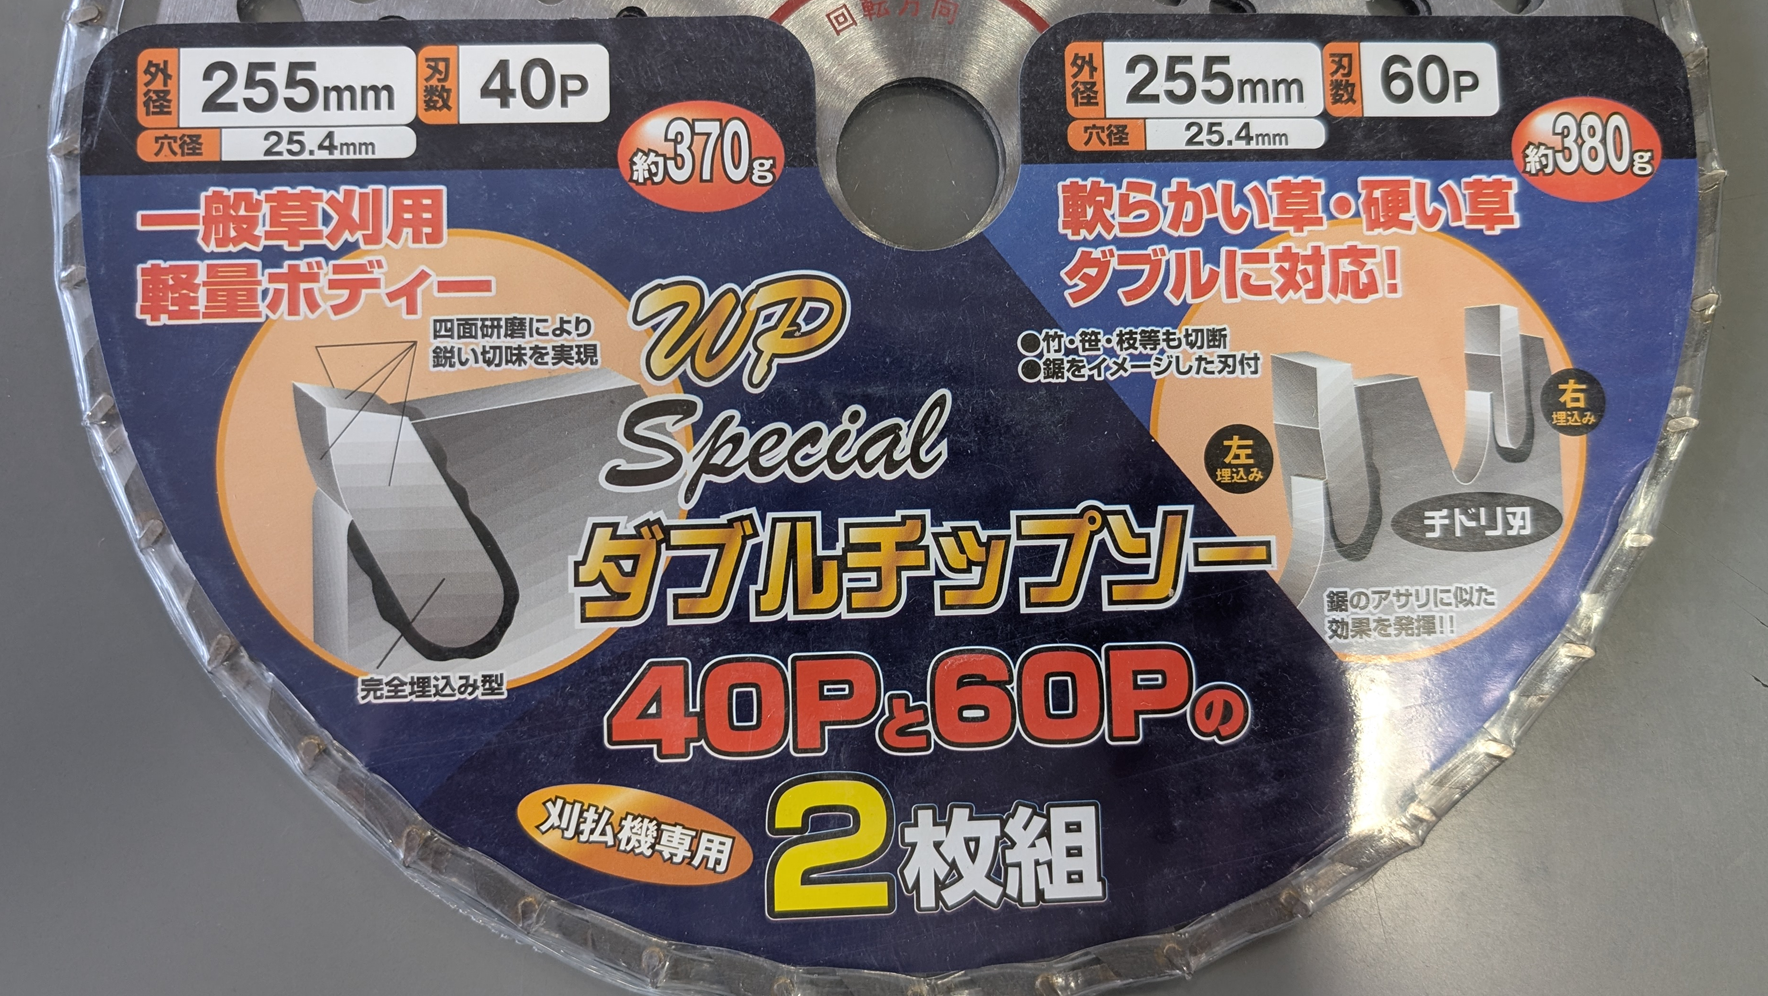 回転方向
外径 255mm 刃数 40P
穴径 25.4mm
約370g
一般草刈用
軽量ボディー
四面研磨により
鋭い切味を実現
完全埋込み型
外径 255mm 刃数 60P
穴径 25.4mm
約380g
軟らかい草・硬い草
ダブルに対応!
●竹・笹・枝等も切断
●鋸をイメージした刃付
左
埋込み
右
埋込み
チドリ刃
鋸のアサリに似た
効果を発揮!!
WP
Special
ダブルチップソー
40Pと60Pの
刈払機専用
2枚組